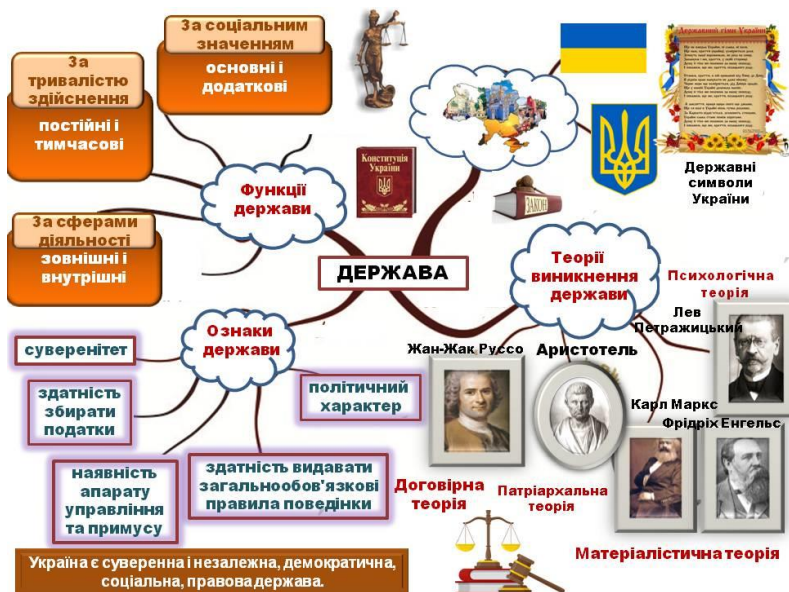 За соціальним
значенням
основні і
додаткові
За
тривалістю
здійснення
постійні і
тимчасові
Функції
держави
За сферами
діяльності
зовнішні і
внутрішні
Конституція
України
ЗАКОН
Державний гімн України
Державні
символи
України
ДЕРЖАВА
Теорії
виникнення
держави
Психологічна
теорія
Лев
Петражицький
Жан-Жак Руссо
Аристотель
Карл Маркс
Фрідріх Енгельс
Договірна
теорія
Патріархальна
теорія
Матеріалістична теорія
Ознаки
держави
суверенітет
здатність
збирати
податки
наявність
апарату
управління
та примусу
здатність видавати
загальнообов'язкові
правила поведінки
політичний
характер
Україна є суверенна і незалежна, демократична,
соціальна, правова держава.